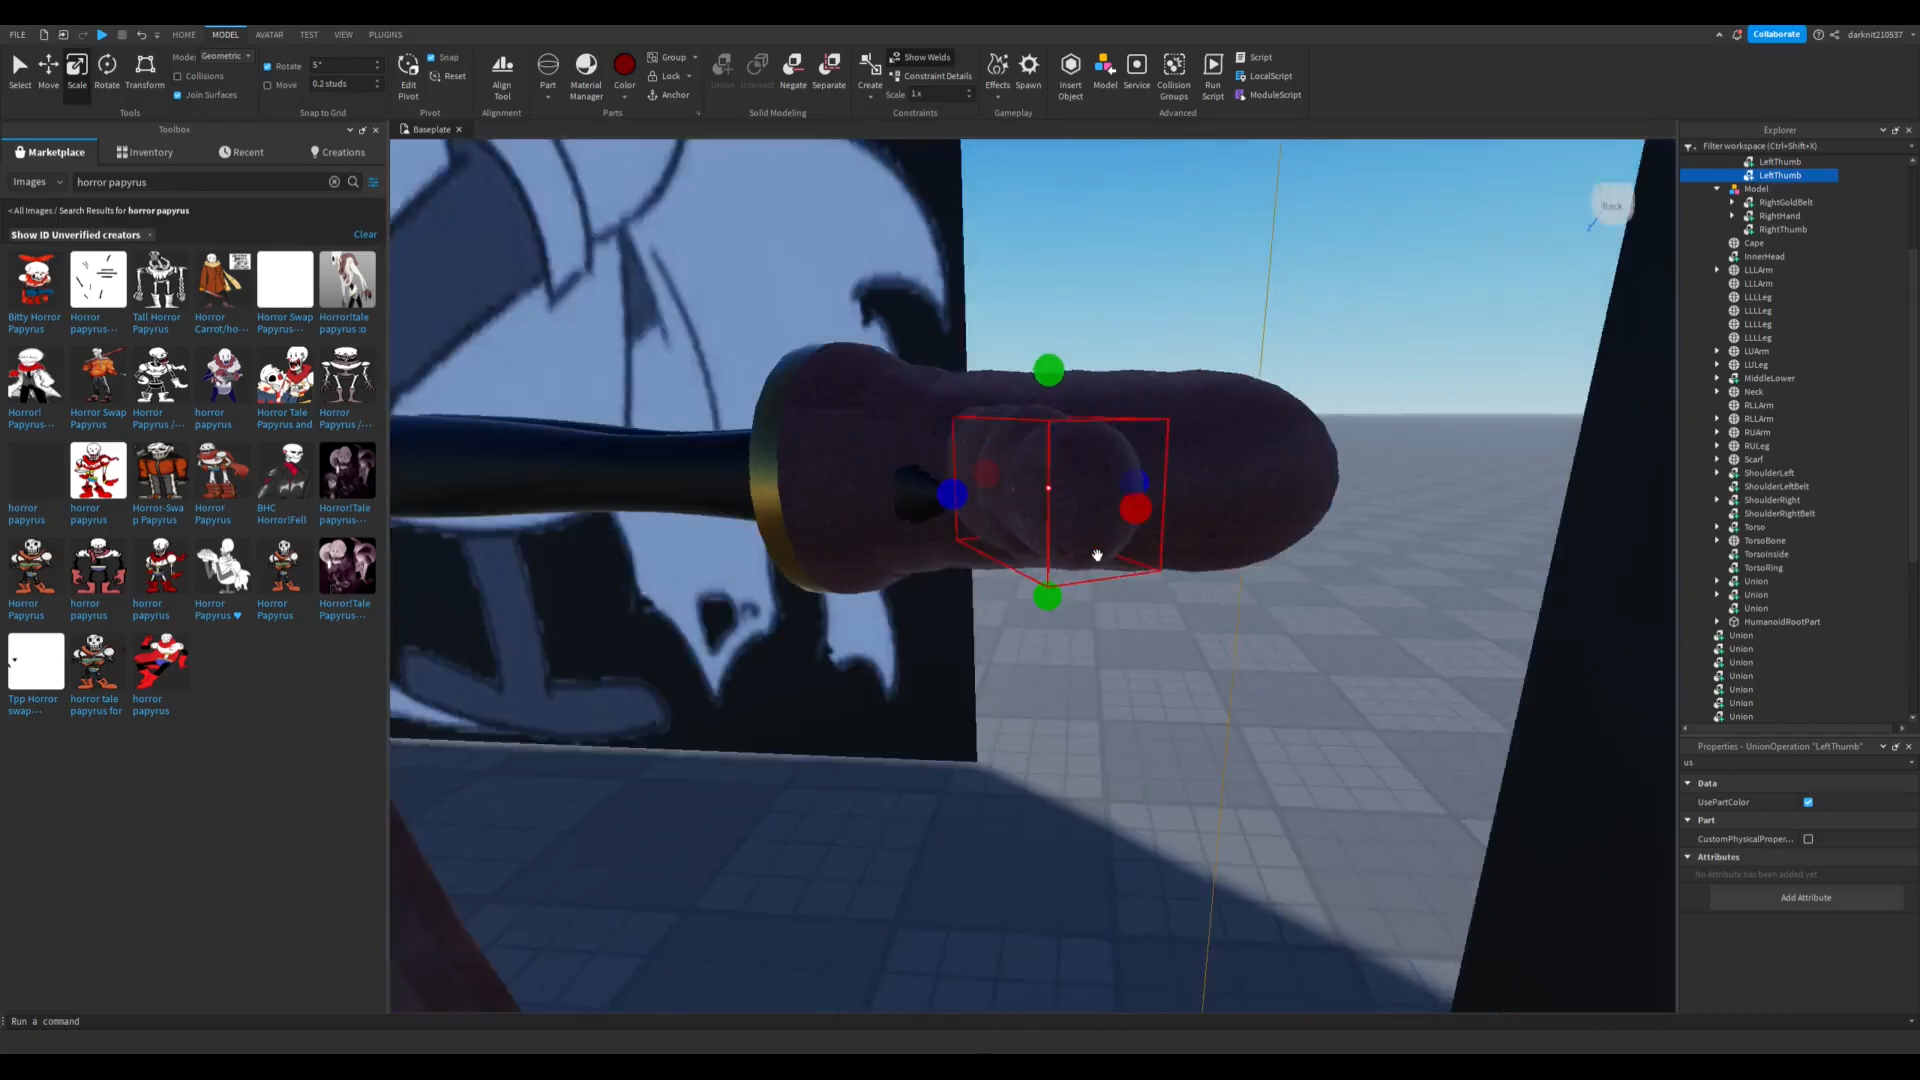 FILE HOME MODEL AVATAR TEST VIEW PLUGINS
Collaborate darknit210537
Select Move Scale Rotate Transform
Mode: Geometric
Collisions
Join Surfaces
Tools
Rotate 5°
Move 0.2 studs
Snap to Grid
Edit Pivot
Snap
Reset
Pivot
Align Tool
Alignment
Part Material Manager Color
Group
Lock
Anchor
Parts
Union Intersect Negate Separate
Solid Modeling
Create
Show Welds
Constraint Details
Scale 1x
Constraints
Effects Spawn
Gameplay
Insert Object Model Service Collision Groups Run Script
Script
LocalScript
ModuleScript
Advanced
Toolbox
Marketplace Inventory Recent Creations
Images horror papyrus
< All Images / Search Results for horror papyrus
Show ID Unverified creators Clear
Bitty Horror Papyrus
Horror papyrus...
Tall Horror Papyrus
Horror Carrot/ho...
Horror Swap Papyrus...
Horror!tale papyrus :o
Horror! Papyrus...
Horror Swap Papyrus
Horror Papyrus /...
horror papyrus
Horror Tale Papyrus and
Horror Papyrus /...
horror papyrus
horror papyrus
Horror-Swa p Papyrus
Horror Papyrus
BHC Horror!Fell
Horror!Tale papyrus...
Horror Papyrus
horror papyrus
horror papyrus
Horror Papyrus ♥
Horror Papyrus
Horror!Tale Papyrus...
Tpp Horror swap...
horror tale papyrus for
horror papyrus
Baseplate
Back
Z
Explorer
Filter workspace (Ctrl+Shift+X)
LeftThumb
LeftThumb
Model
RightGoldBelt
RightHand
RightThumb
Cape
InnerHead
LLLArm
LLLArm
LLLLeg
LLLLeg
LLLLeg
LLLLeg
LUArm
LULeg
MiddleLower
Neck
RLLArm
RLLArm
RUArm
RULeg
Scarf
ShoulderLeft
ShoulderLeftBelt
ShoulderRight
ShoulderRightBelt
Torso
TorsoBone
TorsoInside
TorsoRing
Union
Union
Union
HumanoidRootPart
Union
Union
Union
Union
Union
Union
Union
Properties - UnionOperation "LeftThumb"
us
Data
UsePartColor
Part
CustomPhysicalProper...
Attributes
No Attribute has been added yet
Add Attribute
Run a command